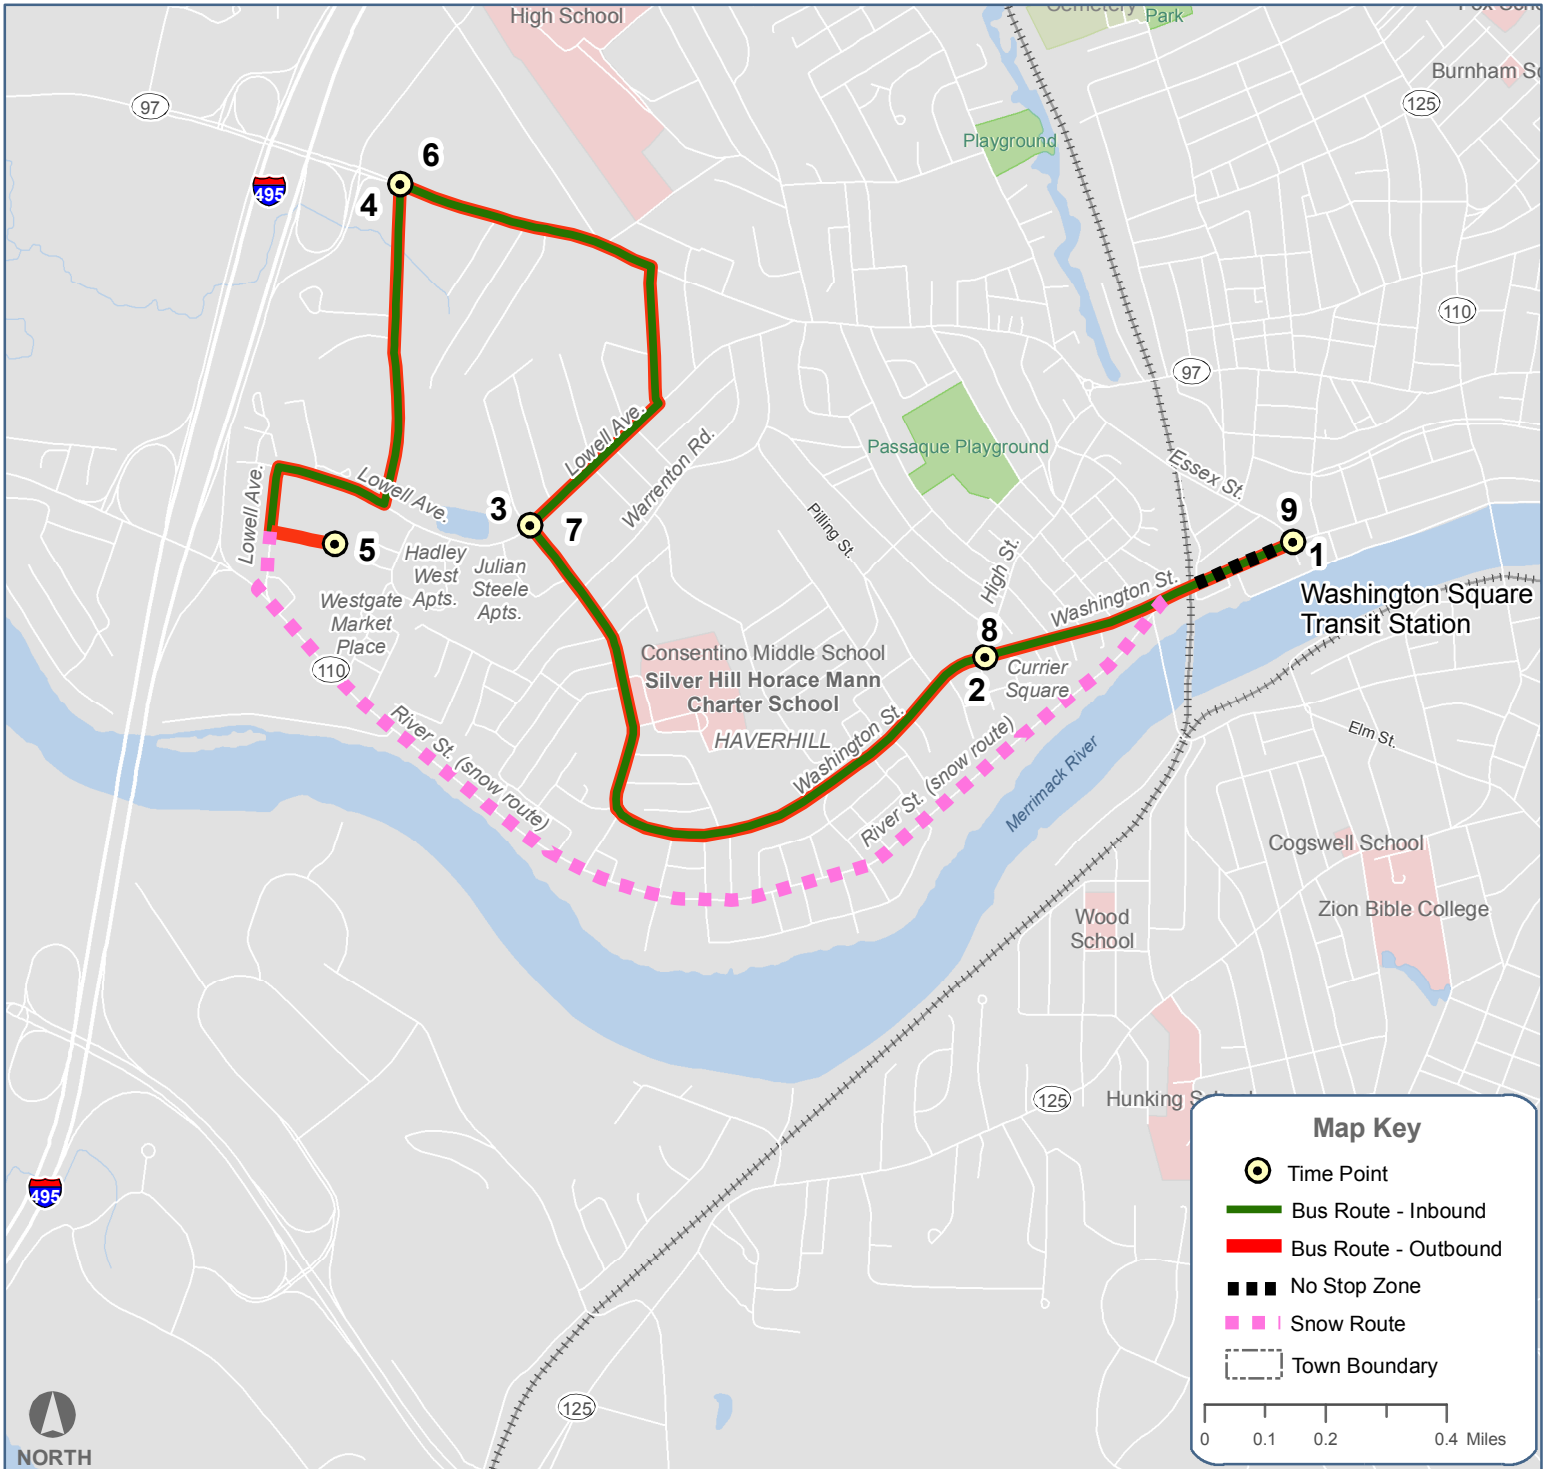 High School
Cemetery
Park
Burnham
97
125
Playground
495
6
4
110
97
Passaque Playground
Lowell Ave.
Warrenton Rd.
Pilling St.
Essex St.
Lowell Ave.
Lowell Ave.
3
7
9
1
5
High St.
Washington St.
Hadley
West
Apts.
Julian
Steele
Apts.
Westgate
Market
Place
Washington Square
Transit Station
8
2
Currier
Square
Consentino Middle School
Silver Hill Horace Mann
Charter School
HAVERHILL
110
River St. (snow route)
Washington St.
River St. (snow route)
Merrimack River
Elm St.
Cogswell School
Zion Bible College
Wood
School
125
Hunking
495
125
NORTH
Map Key
Time Point
Bus Route - Inbound
Bus Route - Outbound
No Stop Zone
Snow Route
Town Boundary
0 0.1 0.2 0.4 Miles